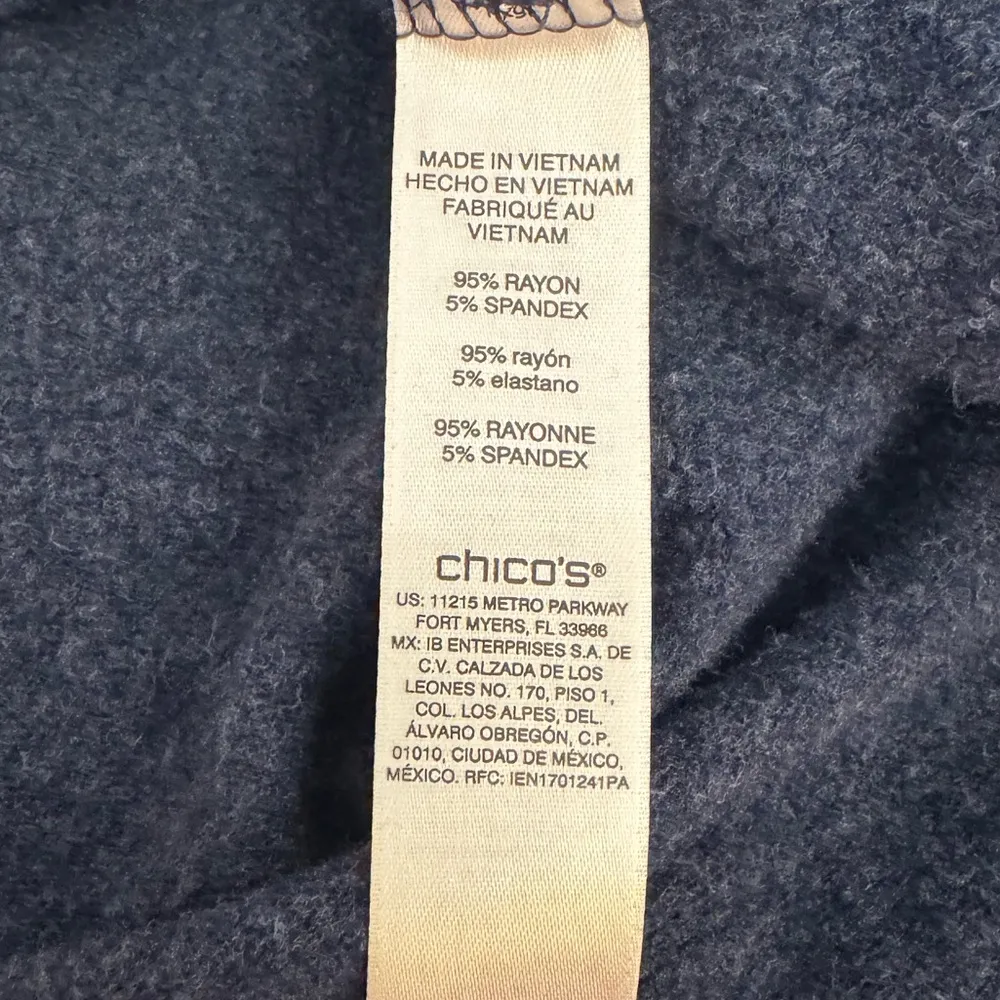 MADE IN VIETNAM
HECHO EN VIETNAM
FABRIQUÉ AU
VIETNAM
95% RAYON
5% SPANDEX
95% rayón
5% elastano
95% RAYONNE
5% SPANDEX
chico's®
US: 11215 METRO PARKWAY
FORT MYERS, FL 33966
MX: IB ENTERPRISES S.A. DE
C.V. CALZADA DE LOS
LEONES NO. 170, PISO 1,
COL. LOS ALPES, DEL.
ÁLVARO OBREGÓN, C.P.
01010, CIUDAD DE MÉXICO,
MÉXICO. RFC: IEN1701241PA